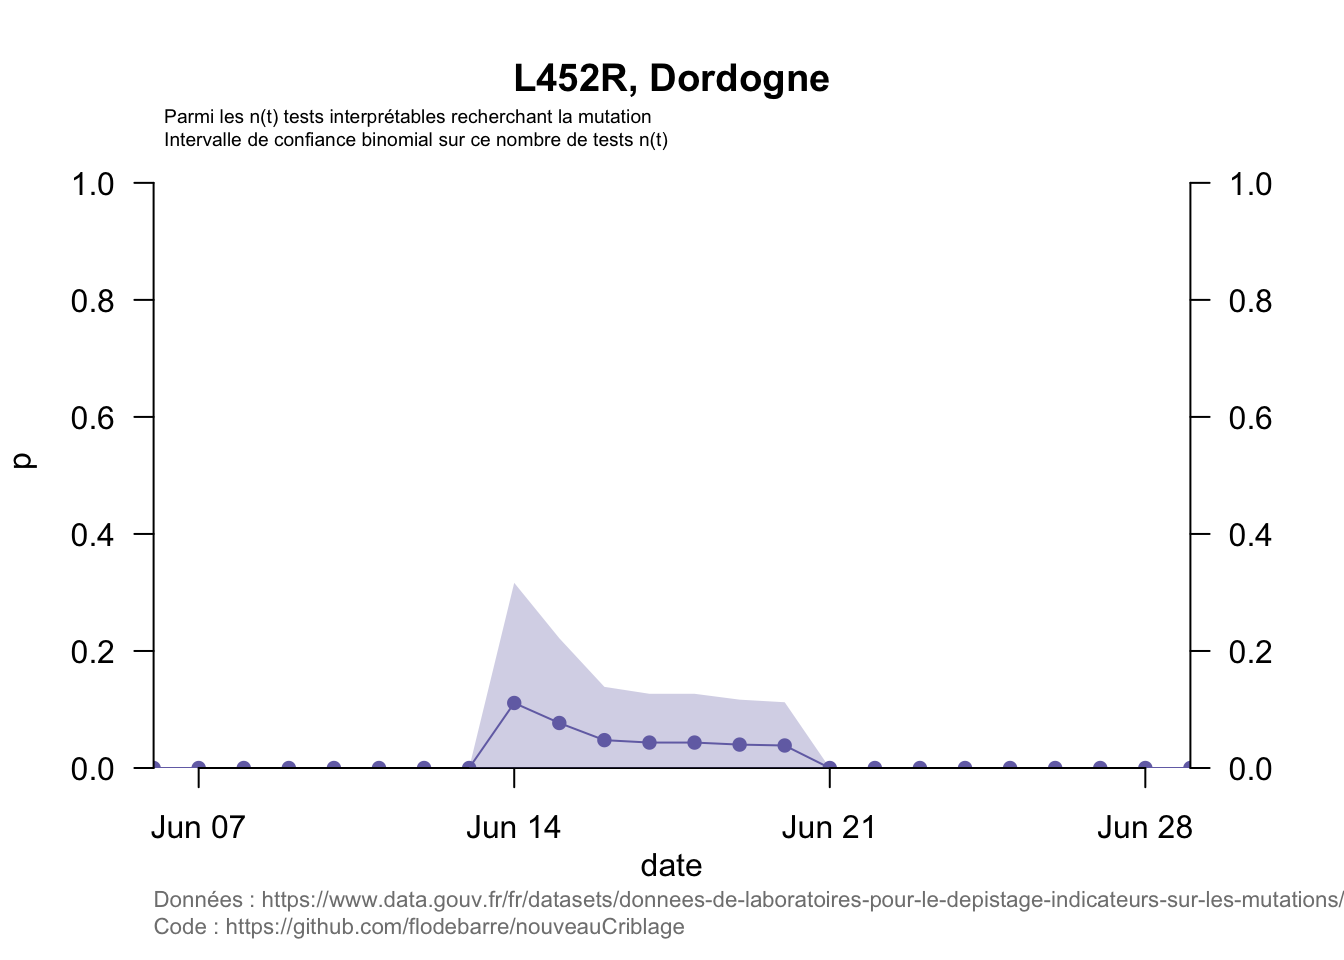 L452R, Dordogne
Parmi les n(t) tests interprétables recherchant la mutation
Intervalle de confiance binomial sur ce nombre de tests n(t)
1.0 1.0
0.8 0.8
0.6 0.6
p
0.4 0.4
0.2 0.2
0.0 0.0
Jun 07 Jun 14 Jun 21 Jun 28
date
Données : https://www.data.gouv.fr/fr/datasets/donnees-de-laboratoires-pour-le-depistage-indicateurs-sur-les-mutations/
Code : https://github.com/flodebarre/nouveauCriblage